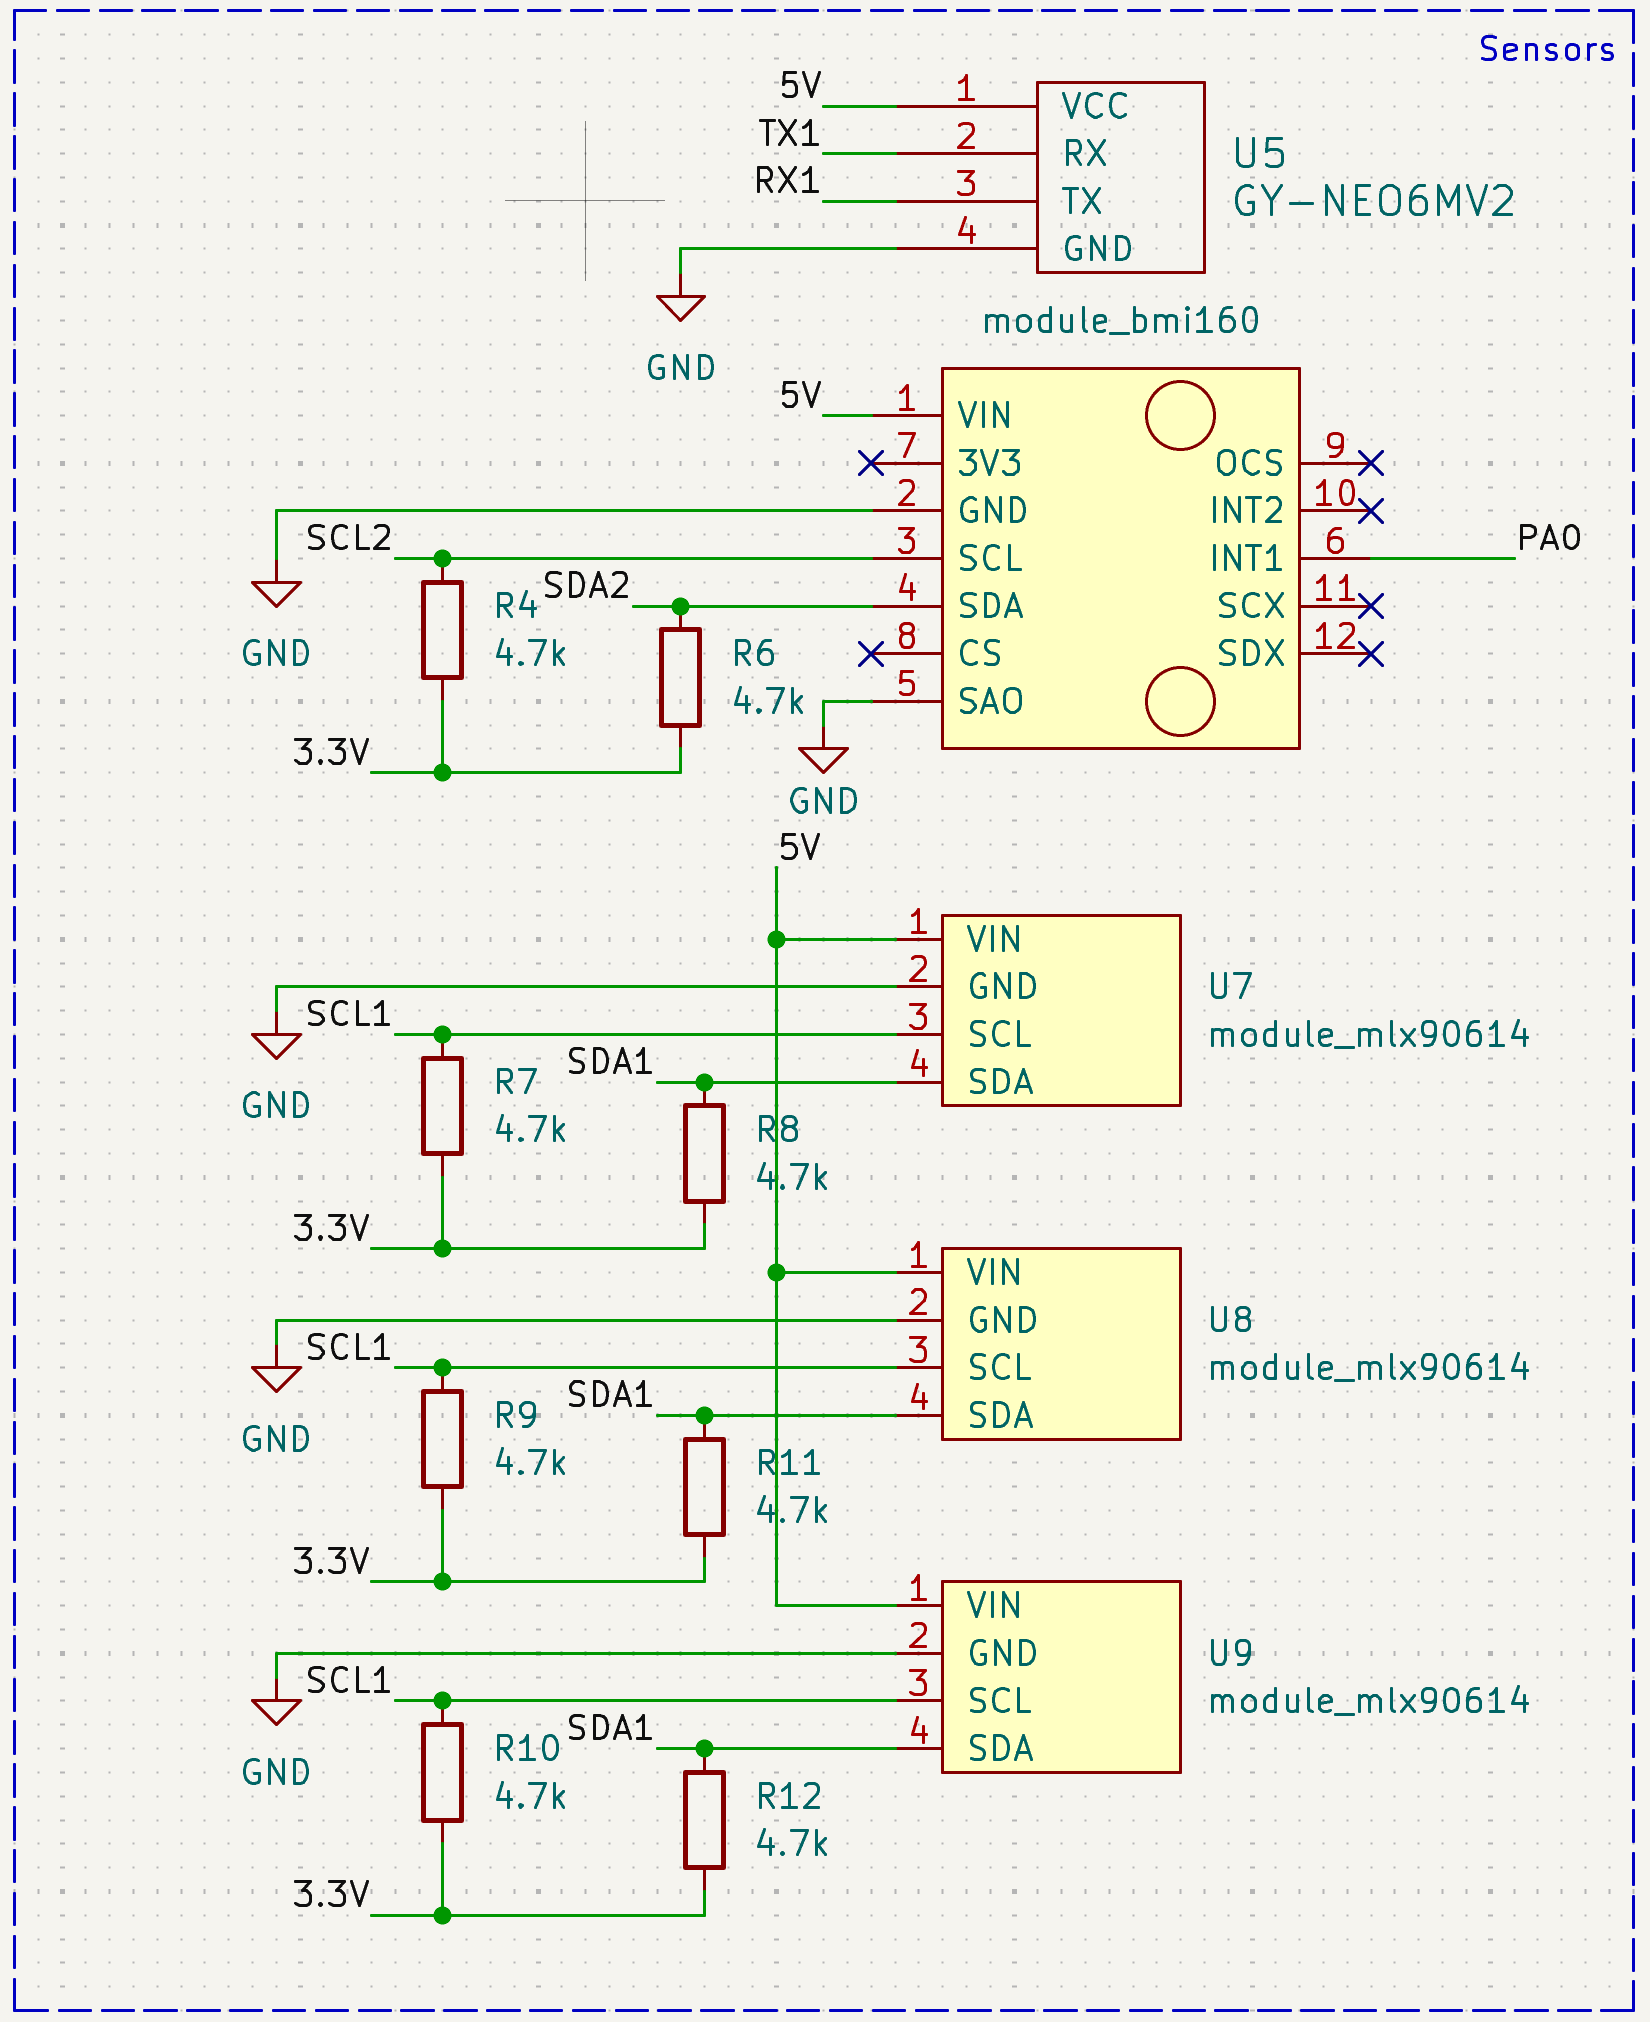 Sensors
5V 1 VCC
TX1 2 RX U5
RX1 3 TX GY-NEO6MV2
4 GND
GND
module_bmi160
5V 1 VIN
7 3V3 OCS 9
2 GND INT2 10
SCL2 3 SCL INT1 6 PA0
SDA2 4 SDA SCX 11
R4
4.7k
GND
R6
4.7k
8 CS SDX 12
5 SAO
3.3V
GND
5V
1 VIN
2 GND U7
SCL1 3 SCL module_mlx90614
SDA1 4 SDA
R7
4.7k
GND
R8
4.7k
3.3V
1 VIN
2 GND U8
SCL1 3 SCL module_mlx90614
SDA1 4 SDA
R9
4.7k
GND
R11
4.7k
3.3V
1 VIN
2 GND U9
SCL1 3 SCL module_mlx90614
SDA1 4 SDA
R10
4.7k
GND
R12
4.7k
3.3V